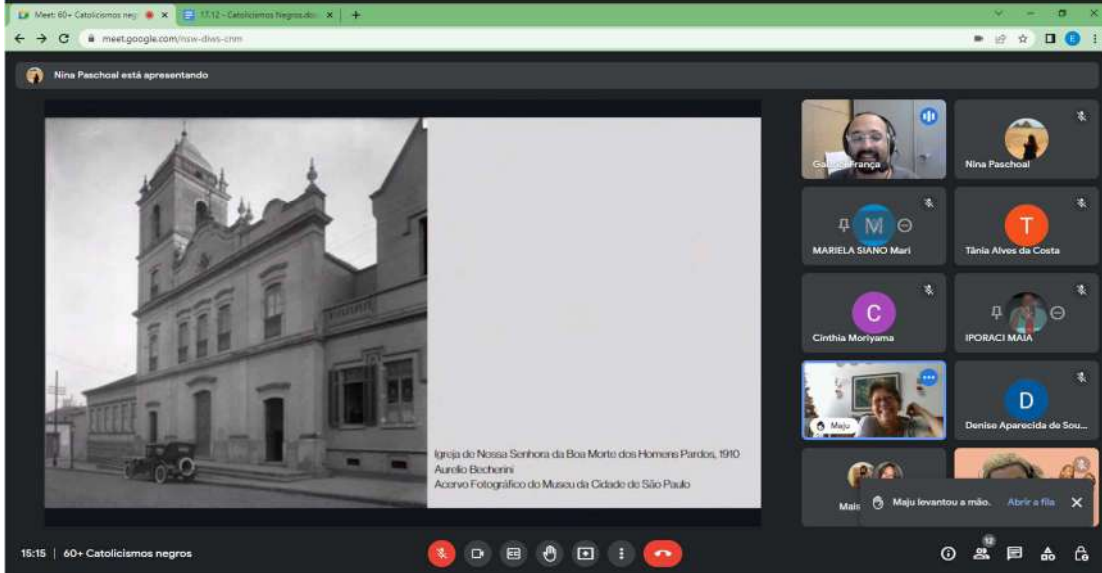 Meet: 60+ Catolicismos neg
17.12 - Catolicismos Negros.do
meet.google.com/nsw-diws-cnm
E
Nina Paschoal está apresentando
Igreja de Nossa Senhora da Boa Morte dos Homens Pardos, 1910
Aurelio Becherini
Acervo Fotográfico do Museu da Cidade de São Paulo
França
Nina Paschoal
M
MARIELA SIANO Mari
T
Tânia Alves da Costa
C
Cinthia Moriyama
IPORACI MAIA
Maju
D
Denise Aparecida de Sou...
Mais
Maju levantou a mão.
Abrir a fila
15:15 | 60+ Catolicismos negros
12